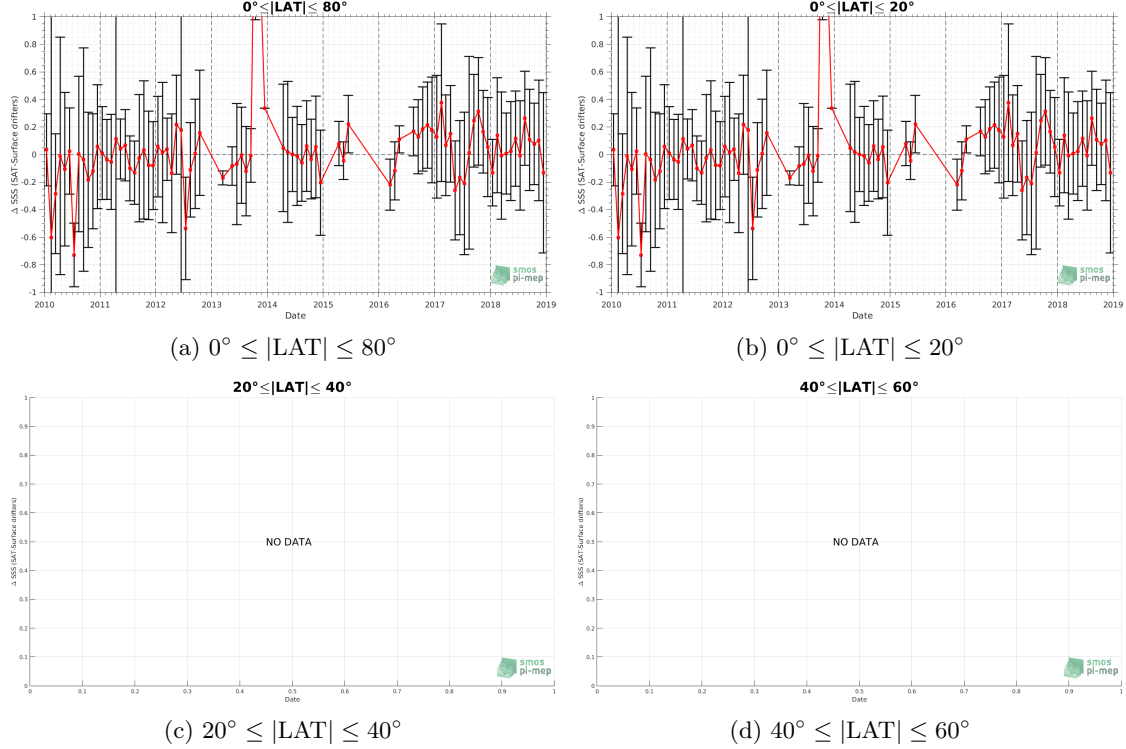 0°≤|LAT|≤ 80°
0°≤|LAT|≤ 20°
Δ SSS (SAT-Surface drifters)
1
0.8
0.6
0.4
0.2
0
-0.2
-0.4
-0.6
-0.8
-1
2010 2011 2012 2013 2014 2015 2016 2017 2018 2019
Date
smos
pi-mep
Δ SSS (SAT-Surface drifters)
1
0.8
0.6
0.4
0.2
0
-0.2
-0.4
-0.6
-0.8
-1
2010 2011 2012 2013 2014 2015 2016 2017 2018 2019
Date
smos
pi-mep
(a) 0° ≤ |LAT| ≤ 80°
(b) 0° ≤ |LAT| ≤ 20°
20°≤|LAT|≤ 40°
40°≤|LAT|≤ 60°
Δ SSS (SAT-Surface drifters)
1
0.9
0.8
0.7
0.6
0.5
0.4
0.3
0.2
0.1
0
NO DATA
0 0.1 0.2 0.3 0.4 0.5 0.6 0.7 0.8 0.9 1
Date
smos
pi-mep
Δ SSS (SAT-Surface drifters)
1
0.9
0.8
0.7
0.6
0.5
0.4
0.3
0.2
0.1
0
NO DATA
0 0.1 0.2 0.3 0.4 0.5 0.6 0.7 0.8 0.9 1
Date
smos
pi-mep
(c) 20° ≤ |LAT| ≤ 40°
(d) 40° ≤ |LAT| ≤ 60°